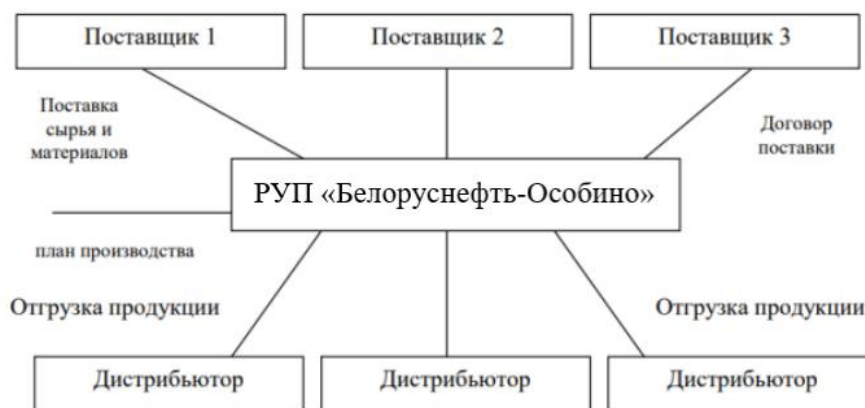 Поставщик 1
Поставщик 2
Поставщик 3
Поставка
сырья и
материалов
Договор
поставки
РУП «Белоруснефть-Особино»
план производства
Отгрузка продукции
Отгрузка продукции
Дистрибьютор
Дистрибьютор
Дистрибьютор